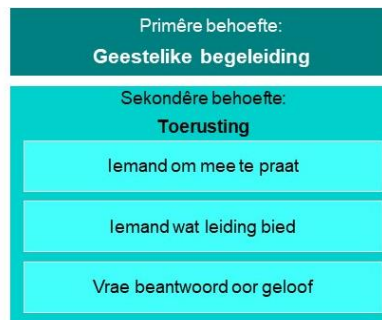 Primêre behoefte:
Geestelike begeleiding
Sekondêre behoefte:
Toerusting
Iemand om mee te praat
Iemand wat leiding bied
Vrae beantwoord oor geloof